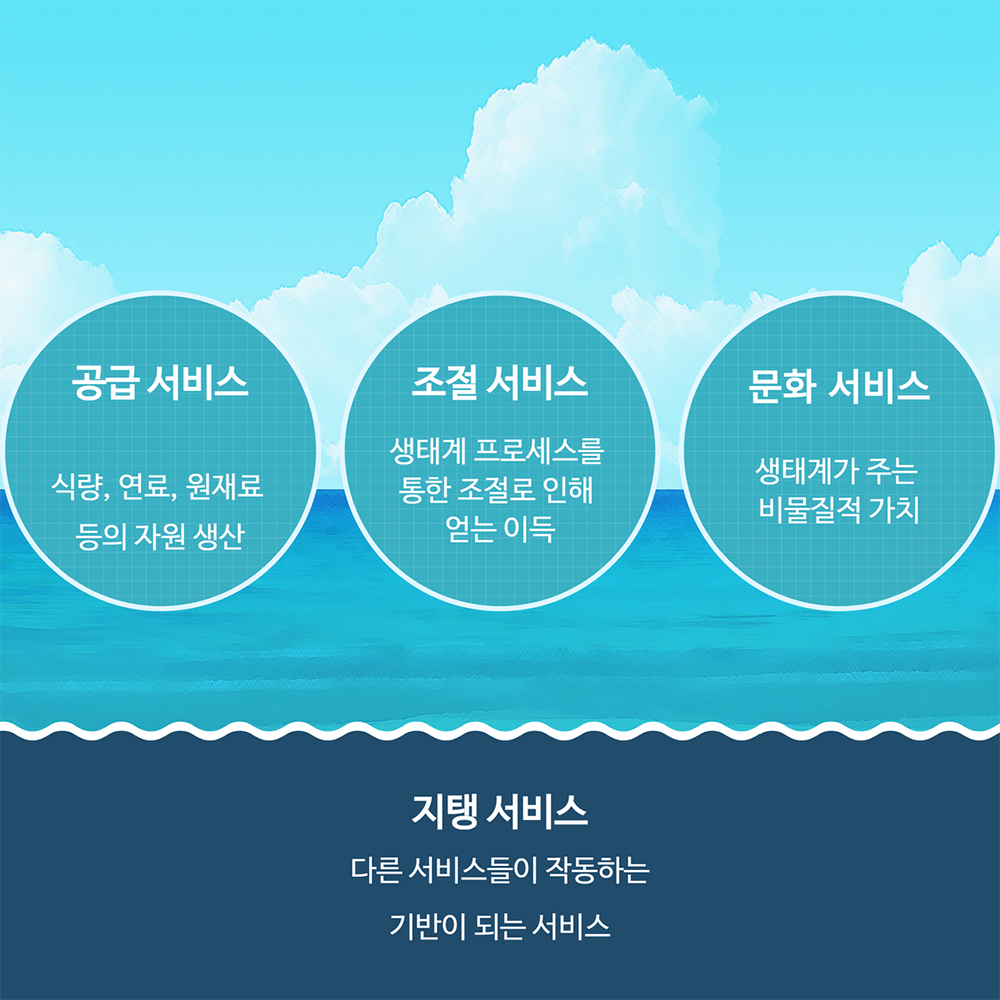 공급 서비스
식량, 연료, 원재료
등의 자원 생산
조절 서비스
생태계 프로세스를
통한 조절로 인해
얻는 이득
문화 서비스
생태계가 주는
비물질적 가치
지탱 서비스
다른 서비스들이 작동하는
기반이 되는 서비스